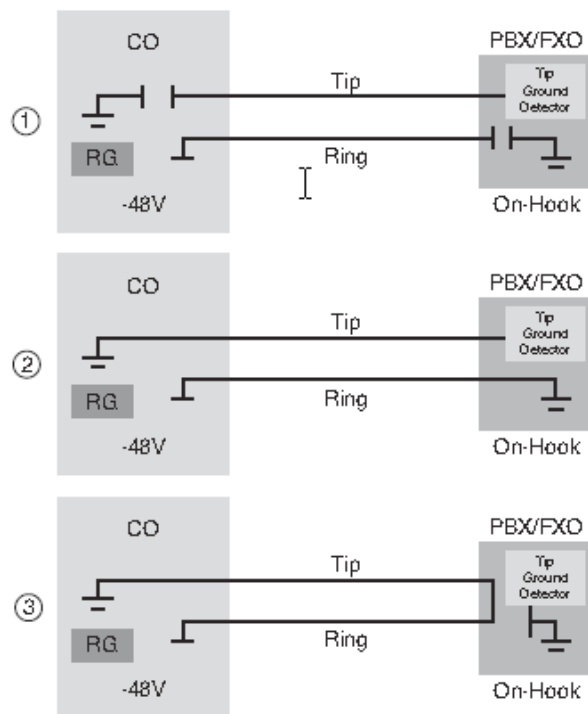 CO
PBX/FXO
①
Tip
Tip
Ground
Detector
RG
Ring
-48V
On-Hook
CO
PBX/FXO
②
Tip
Tip
Ground
Detector
RG
Ring
-48V
On-Hook
CO
PBX/FXO
③
Tip
Tip
Ground
Detector
RG
Ring
-48V
On-Hook